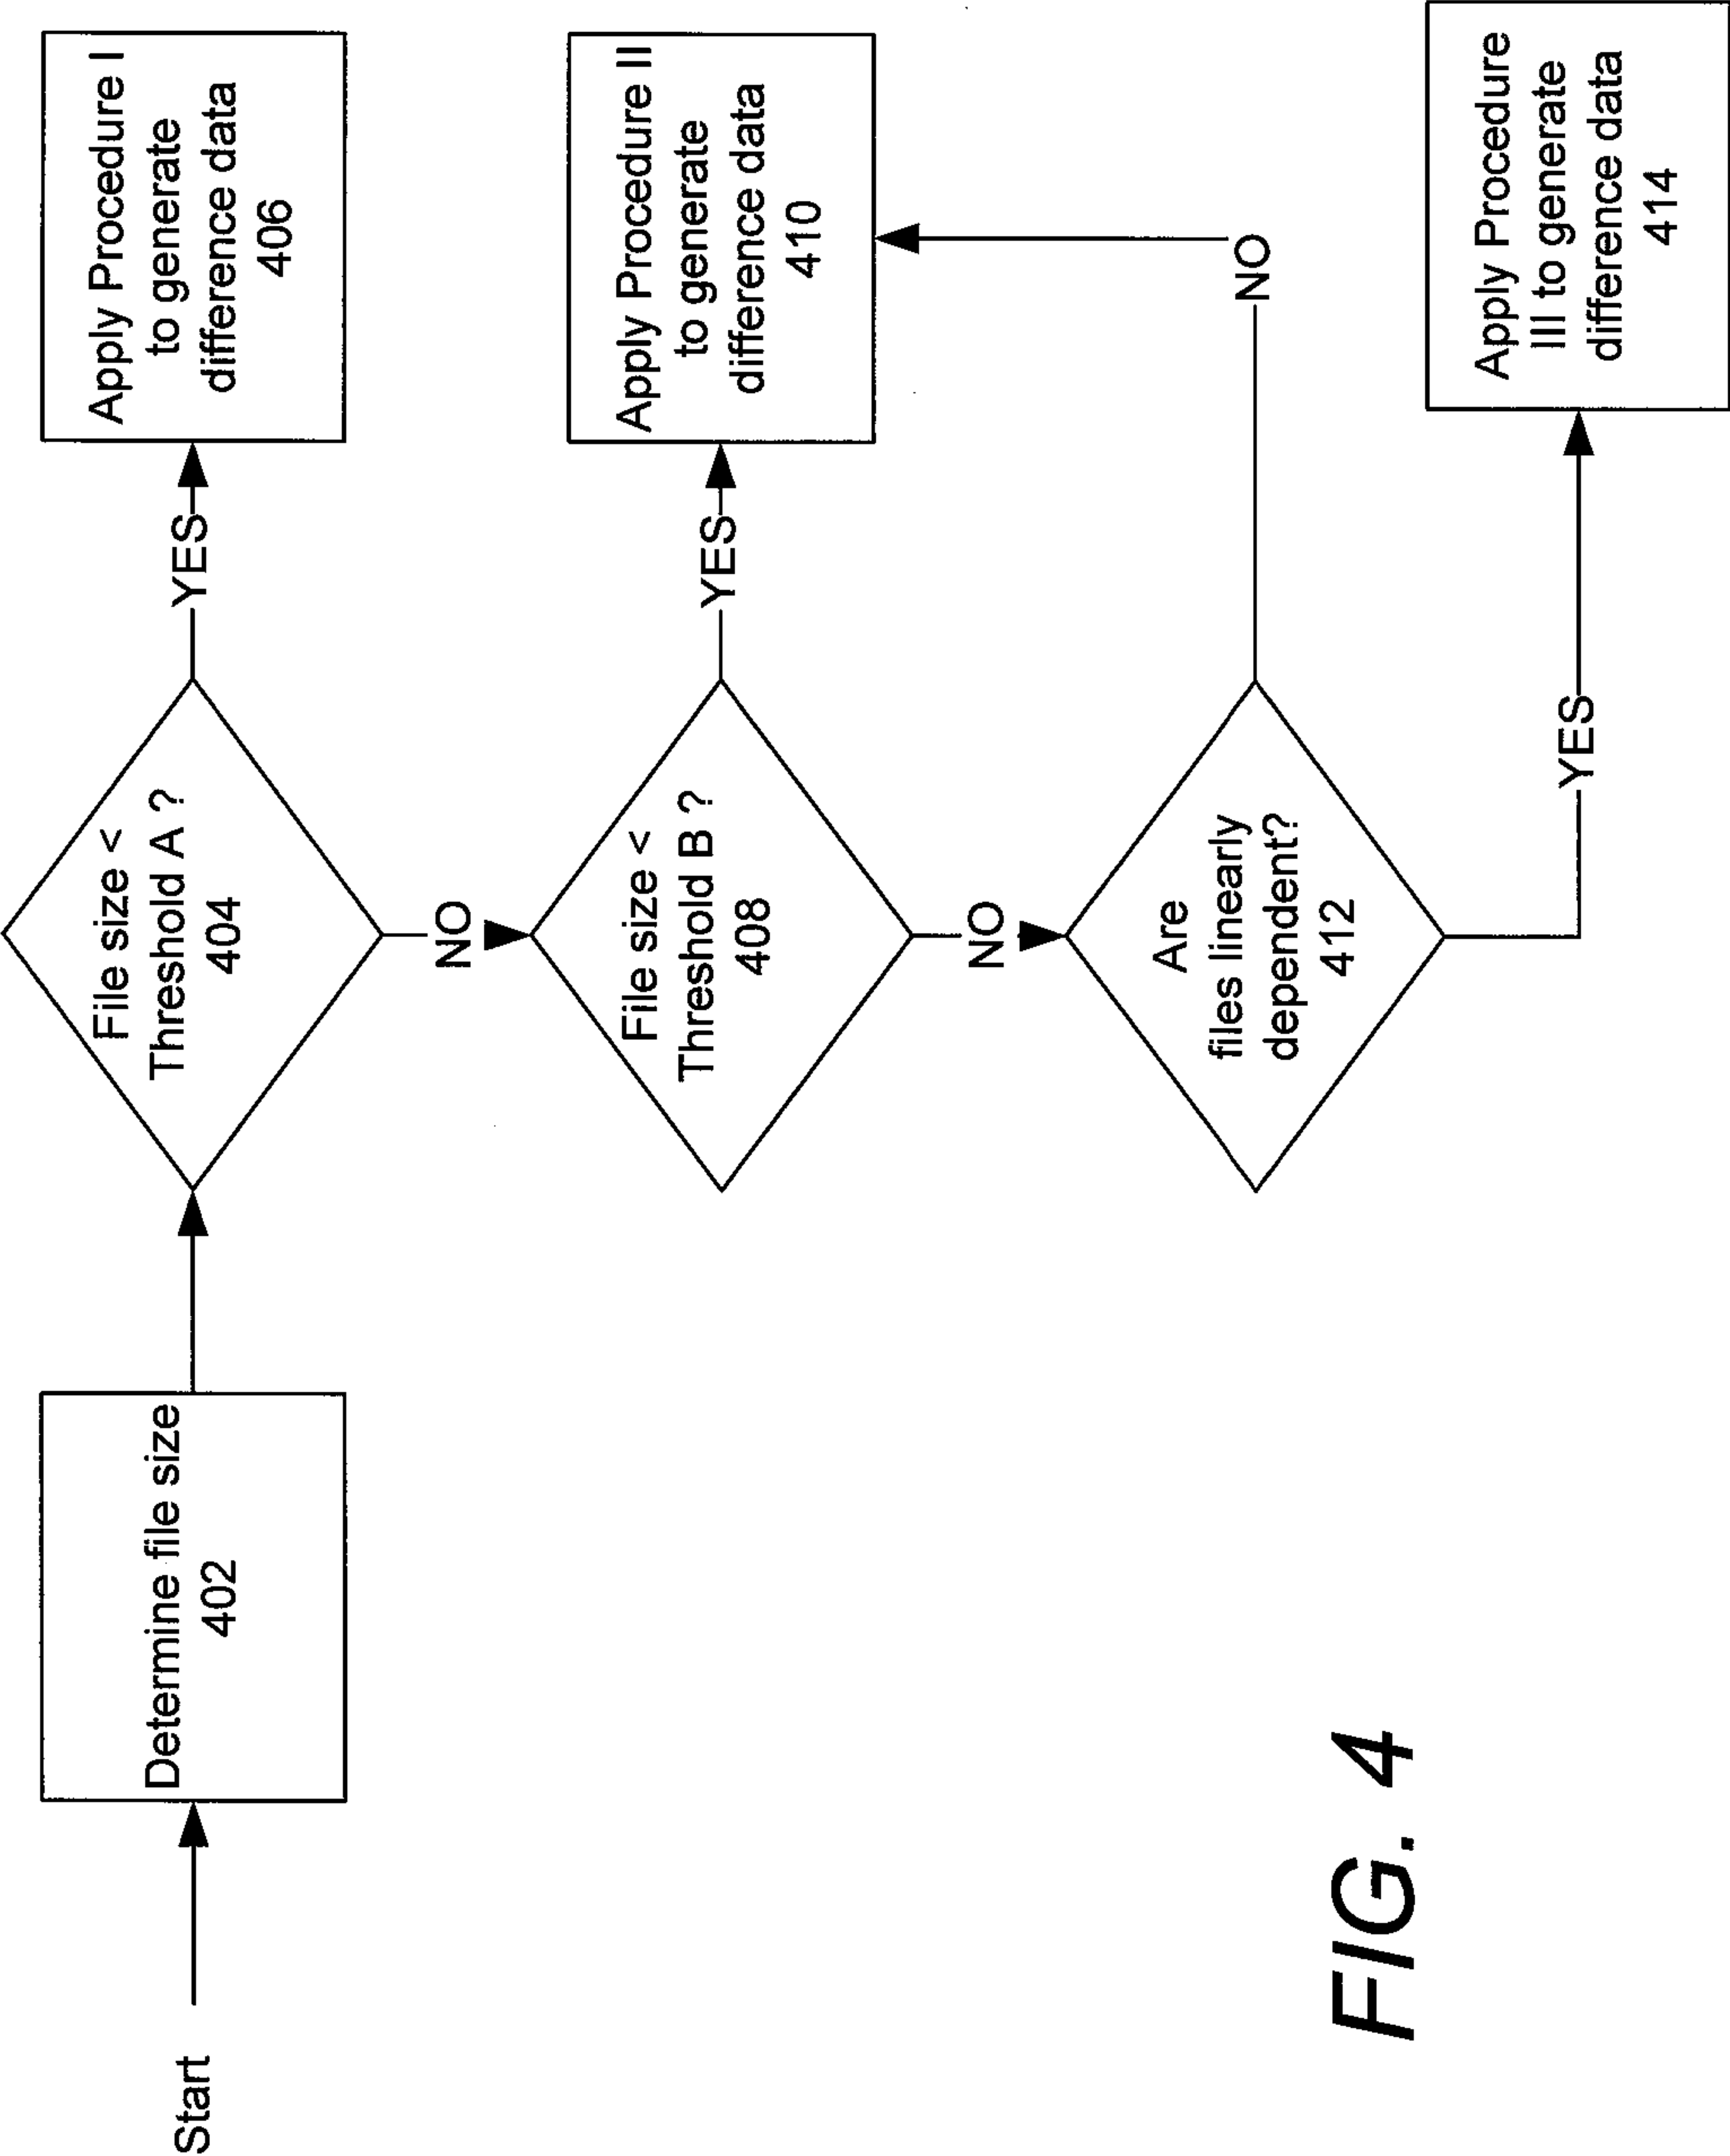 Start
Determine file size
402
File size <
Threshold A ?
404
YES
Apply Procedure I
to generate
difference data
406
NO
File size <
Threshold B ?
408
YES
Apply Procedure II
to generate
difference data
410
NO
Are
files linearly
dependent?
412
NO
YES
Apply Procedure
III to generate
difference data
414
FIG. 4